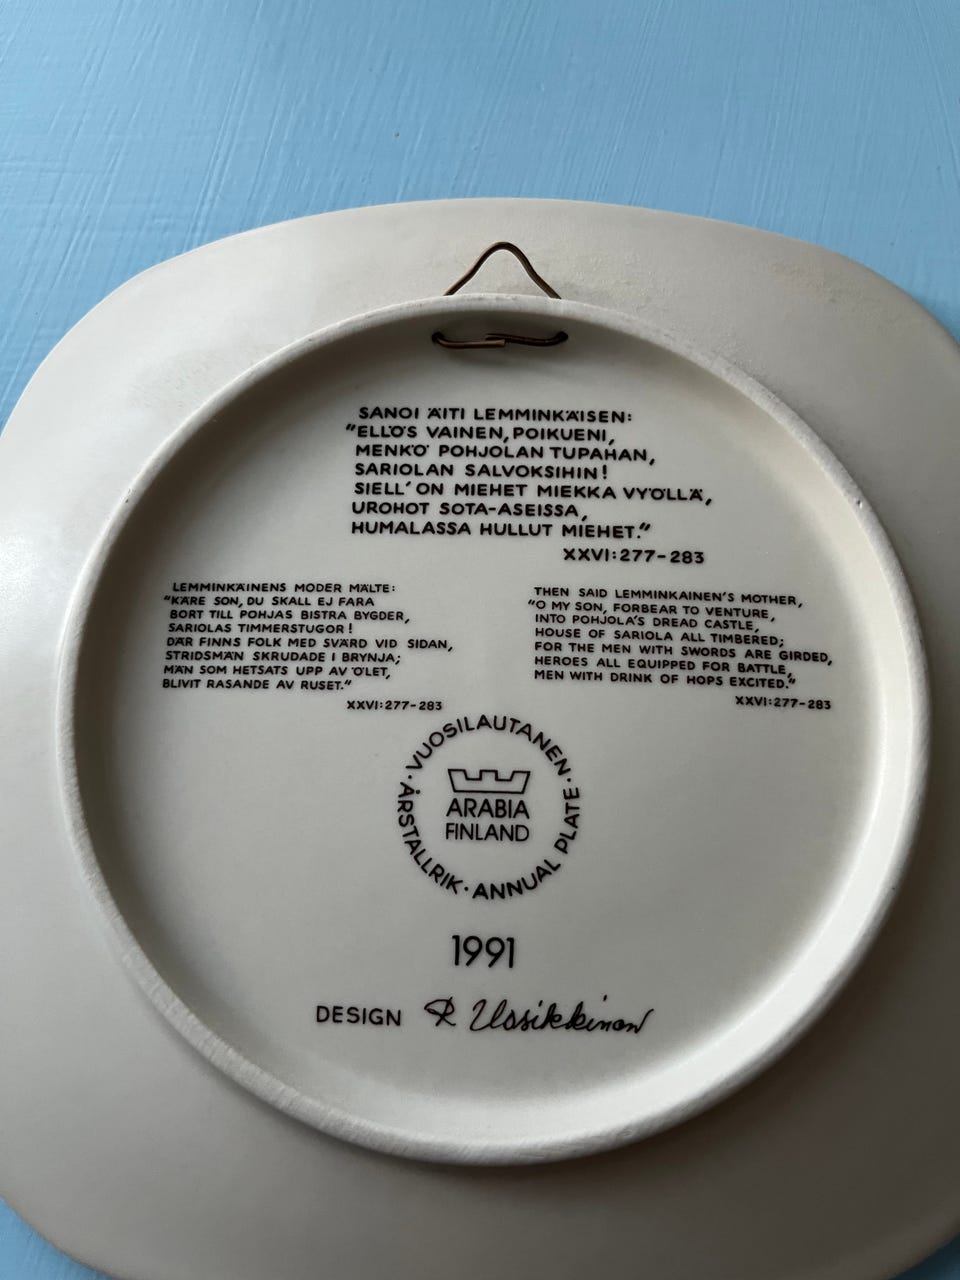 SANOI ÄITI LEMMINKÄISEN:
"ELLÖS VAINEN, POIKUENI,
MENKÖ POHJOLAN TUPAHAN,
SARIOLAN SALVOKSIHIN!
SIELL' ON MIEHET MIEKKA VYÖLLÄ,
UROHOT SOTA-ASEISSA,
HUMALASSA HULLUT MIEHET."
XXVI:277-283
LEMMINKÄINENS MODER MÄLTE:
"KÄRE SON, DU SKALL EJ FARA
BORT TILL POHJAS BISTRA BYGDER,
SARIOLAS TIMMERSTUGOR!
DÄR FINNS FOLK MED SVÄRD VID SIDAN,
STRIDSMÄN SKRUDADE I BRYNJA;
MÄN SOM HETSATS UPP AV ÖLET,
BLIVIT RASANDE AV RUSET."
XXVI:277-283
THEN SAID LEMMINKAINEN'S MOTHER,
"O MY SON, FORBEAR TO VENTURE,
INTO POHJOLA'S DREAD CASTLE,
HOUSE OF SARIOLA ALL TIMBERED;
FOR THE MEN WITH SWORDS ARE GIRDED,
HEROES ALL EQUIPPED FOR BATTLE,
MEN WITH DRINK OF HOPS EXCITED."
XXVI:277-283
· VUOSILAUTANEN ·
ARABIA
FINLAND
ÅRSTALLRIK · ANNUAL PLATE
1991
DESIGN R Uosikkinen